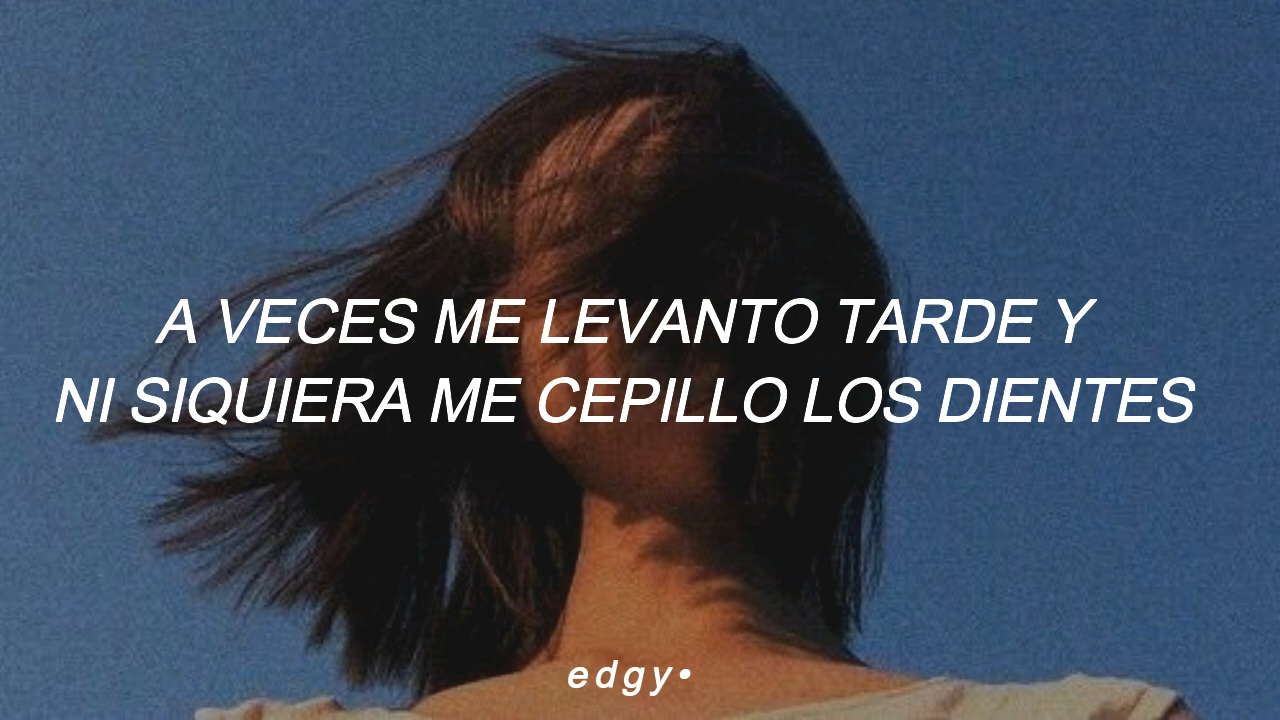 A VECES ME LEVANTO TARDE Y
NI SIQUIERA ME CEPILLO LOS DIENTES
edgy•